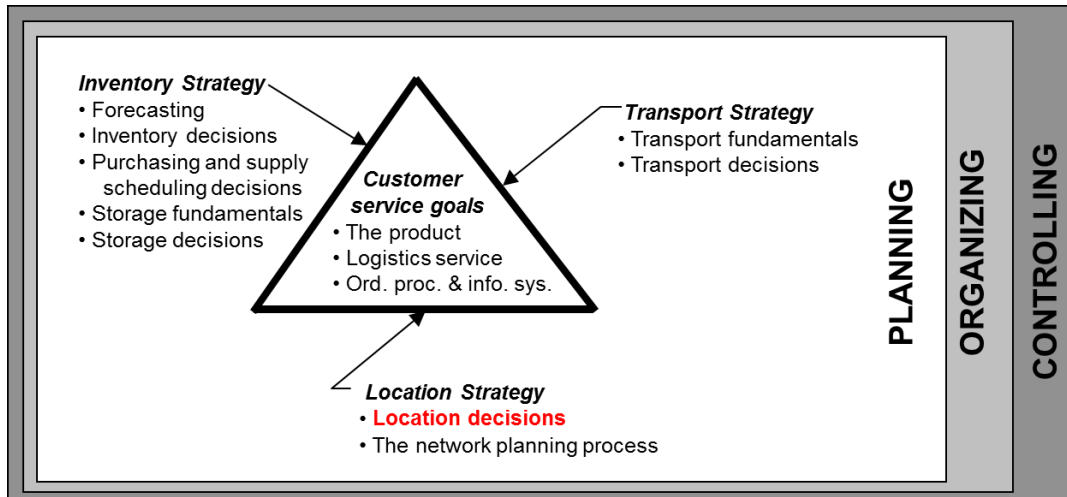 Inventory Strategy
• Forecasting
• Inventory decisions
• Purchasing and supply
scheduling decisions
• Storage fundamentals
• Storage decisions
Customer
service goals
• The product
• Logistics service
• Ord. proc. & info. sys.
Transport Strategy
• Transport fundamentals
• Transport decisions
Location Strategy
• Location decisions
• The network planning process
PLANNING
ORGANIZING
CONTROLLING